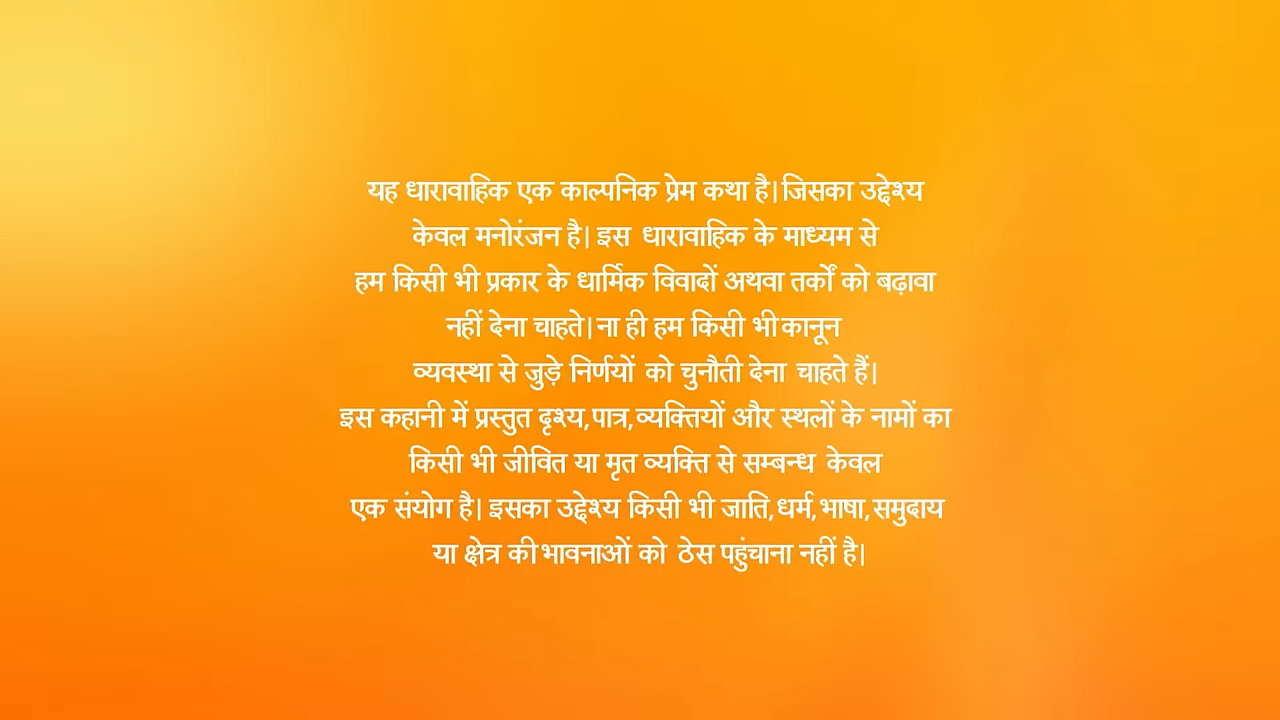 यह धारावाहिक एक काल्पनिक प्रेम कथा है|जिसका उद्देश्य
केवल मनोरंजन है| इस धारावाहिक के माध्यम से
हम किसी भी प्रकार के धार्मिक विवादों अथवा तर्कों को बढ़ावा
नहीं देना चाहते|ना ही हम किसी भी कानून
व्यवस्था से जुड़े निर्णयों को चुनौती देना चाहते हैं|
इस कहानी में प्रस्तुत दृश्य,पात्र,व्यक्तियों और स्थलों के नामों का
किसी भी जीवित या मृत व्यक्ति से सम्बन्ध केवल
एक संयोग है| इसका उद्देश्य किसी भी जाति,धर्म,भाषा,समुदाय
या क्षेत्र की भावनाओं को ठेस पहुंचाना नहीं है|